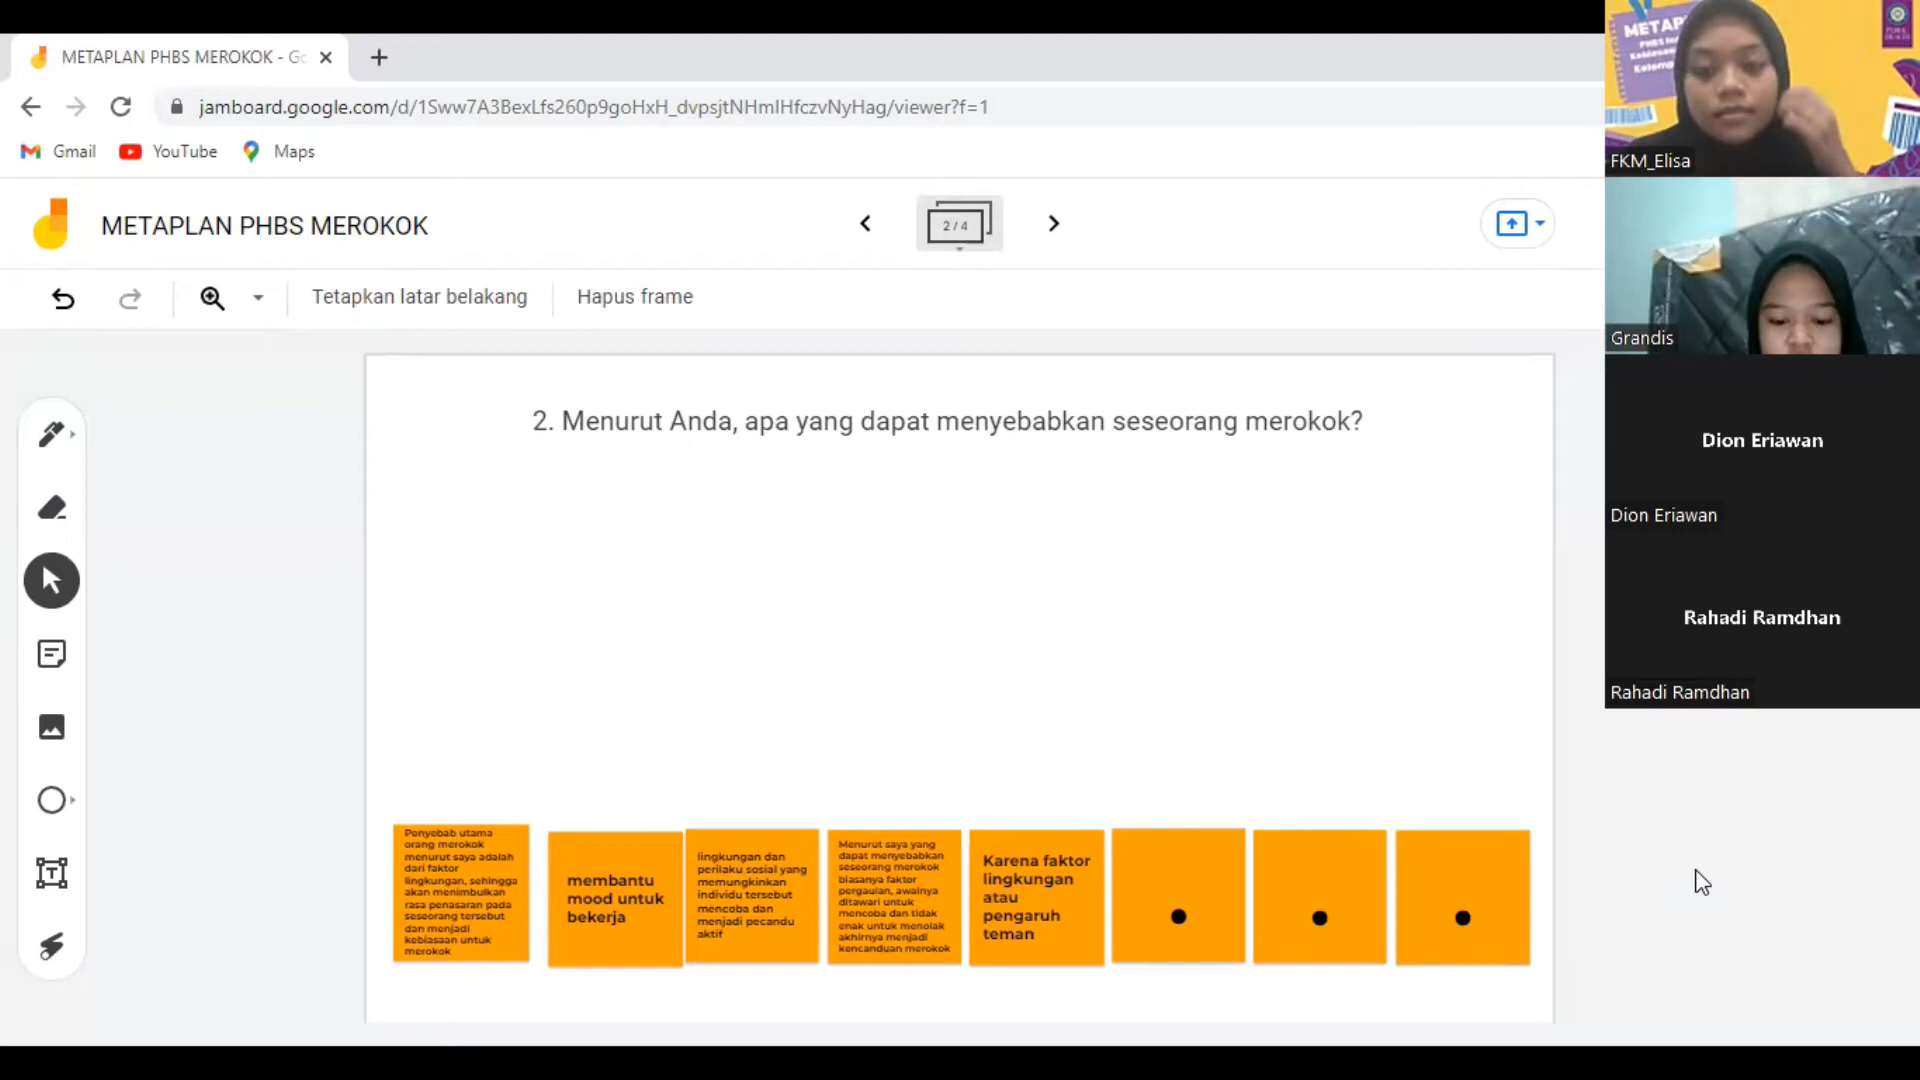 METAPLAN PHBS MEROKOK - Go
jamboard.google.com/d/1Sww7A3BexLfs260p9goHxH_dvpsjtNHmIHfczvNyHag/viewer?f=1
Gmail
YouTube
Maps
METAPLAN PHBS MEROKOK
2 / 4
Tetapkan latar belakang
Hapus frame
2. Menurut Anda, apa yang dapat menyebabkan seseorang merokok?
Penyebab utama
orang merokok
menurut saya adalah
dari faktor
lingkungan, sehingga
akan menimbulkan
rasa penasaran pada
seseorang tersebut
dan menjadi
kebiasaan untuk
merokok
membantu
mood untuk
bekerja
lingkungan dan
perilaku sosial yang
memungkinkan
individu tersebut
mencoba dan
menjadi pecandu
aktif
Menurut saya yang
dapat menyebabkan
seseorang merokok
biasanya faktor
pergaulan, awalnya
ditawari untuk
mencoba dan tidak
enak untuk menolak
akhirnya menjadi
kencanduan merokok
Karena faktor
lingkungan
atau
pengaruh
teman
METAP
FKM_Elisa
Grandis
Dion Eriawan
Dion Eriawan
Rahadi Ramdhan
Rahadi Ramdhan